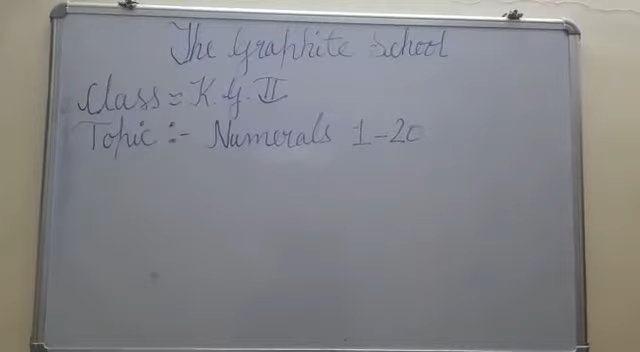 The Graphite School
Class = K.G.II
Topic :- Numerals 1-20